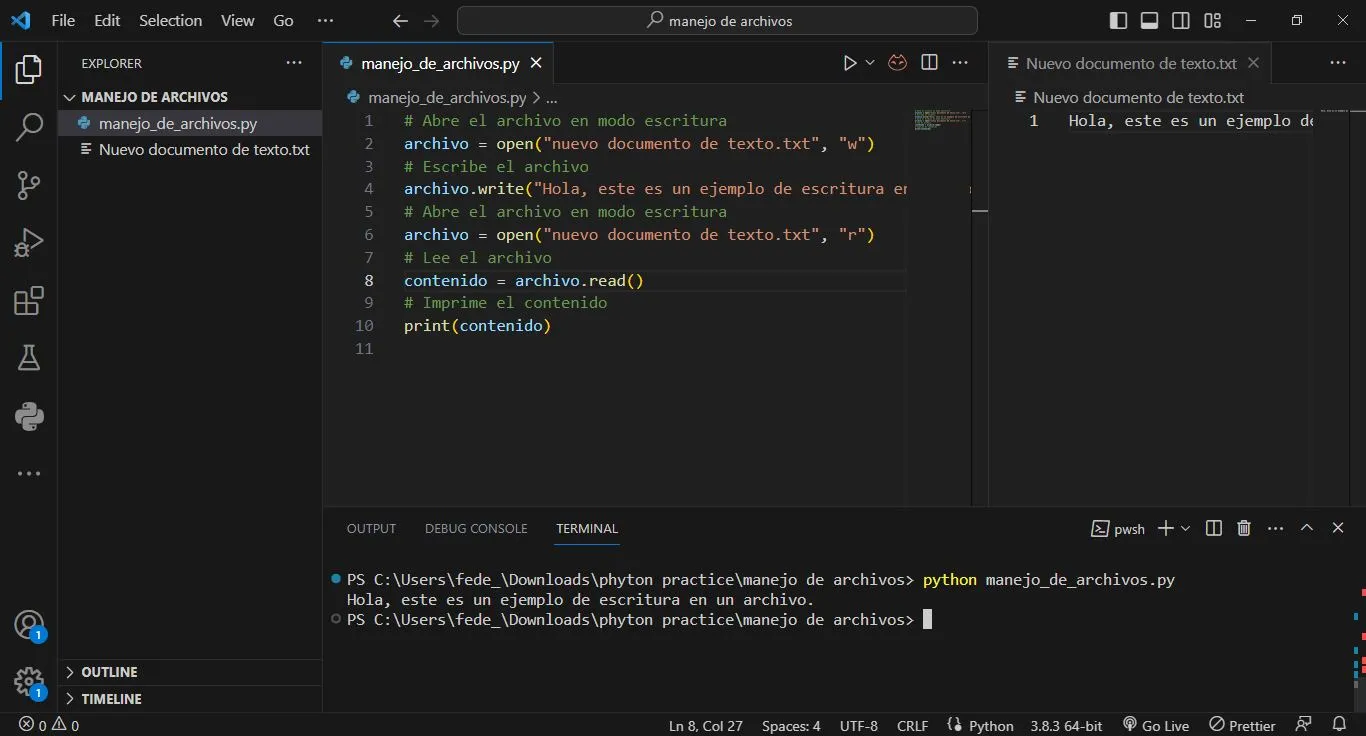 File Edit Selection View Go ··· manejo de archivos
EXPLORER ···
MANEJO DE ARCHIVOS
manejo_de_archivos.py
Nuevo documento de texto.txt
OUTLINE
TIMELINE
manejo_de_archivos.py
manejo_de_archivos.py > ...
1 # Abre el archivo en modo escritura
2 archivo = open("nuevo documento de texto.txt", "w")
3 # Escribe el archivo
4 archivo.write("Hola, este es un ejemplo de escritura en
5 # Abre el archivo en modo escritura
6 archivo = open("nuevo documento de texto.txt", "r")
7 # Lee el archivo
8 contenido = archivo.read()
9 # Imprime el contenido
10 print(contenido)
11
Nuevo documento de texto.txt
Nuevo documento de texto.txt
1 Hola, este es un ejemplo de
OUTPUT DEBUG CONSOLE TERMINAL pwsh
PS C:\Users\fede_\Downloads\phyton practice\manejo de archivos> python manejo_de_archivos.py
Hola, este es un ejemplo de escritura en un archivo.
PS C:\Users\fede_\Downloads\phyton practice\manejo de archivos>
1
1
0 0 Ln 8, Col 27 Spaces: 4 UTF-8 CRLF Python 3.8.3 64-bit Go Live Prettier